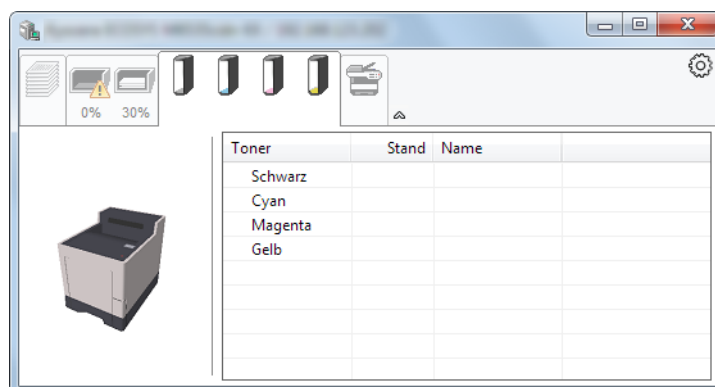 0% 30%
Toner Stand Name
Schwarz
Cyan
Magenta
Gelb